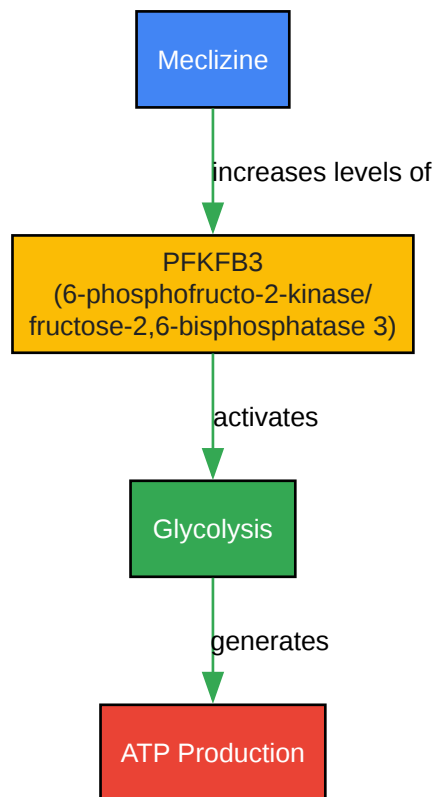 Meclizine
increases levels of
PFKFB3
(6-phosphofructo-2-kinase/
fructose-2,6-bisphosphatase 3)
activates
Glycolysis
generates
ATP Production